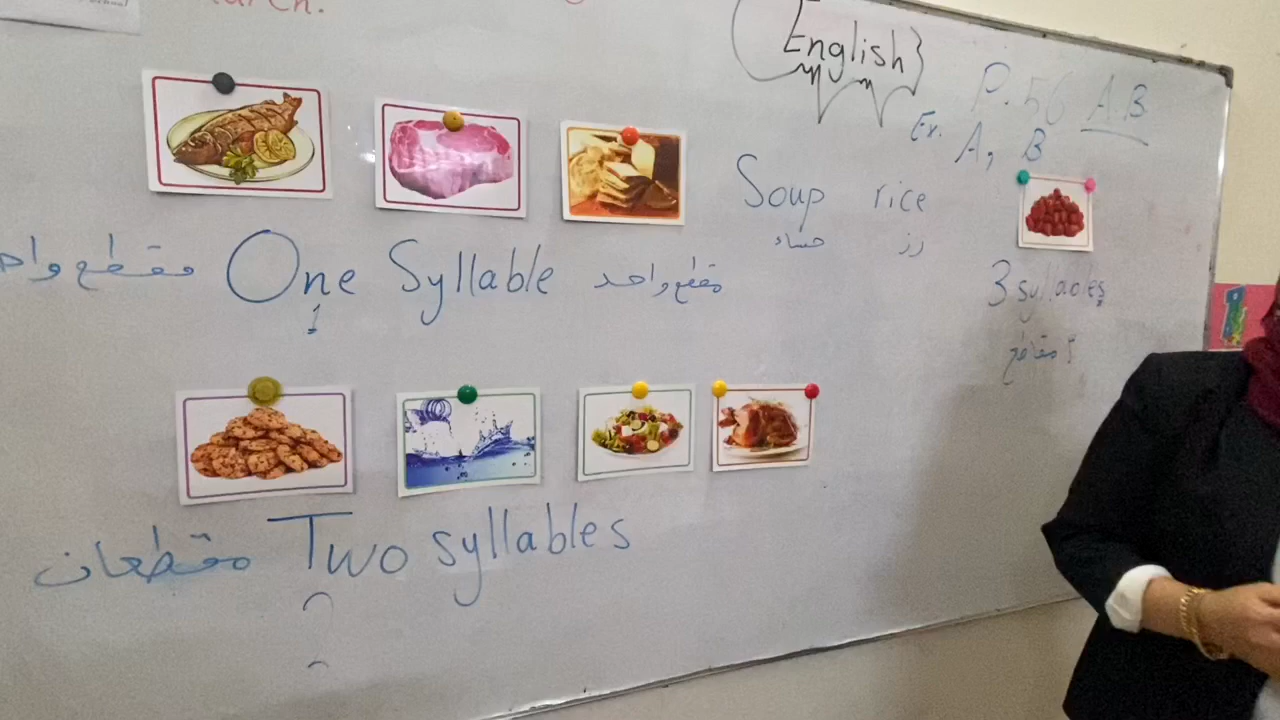 English
P. 56 A.B
Ex. A, B
Soup rice
حساء رز
مقطع واحد One Syllable مقطع واحد
1
3 syllables
٣ مقاطع
مقطعان Two syllables